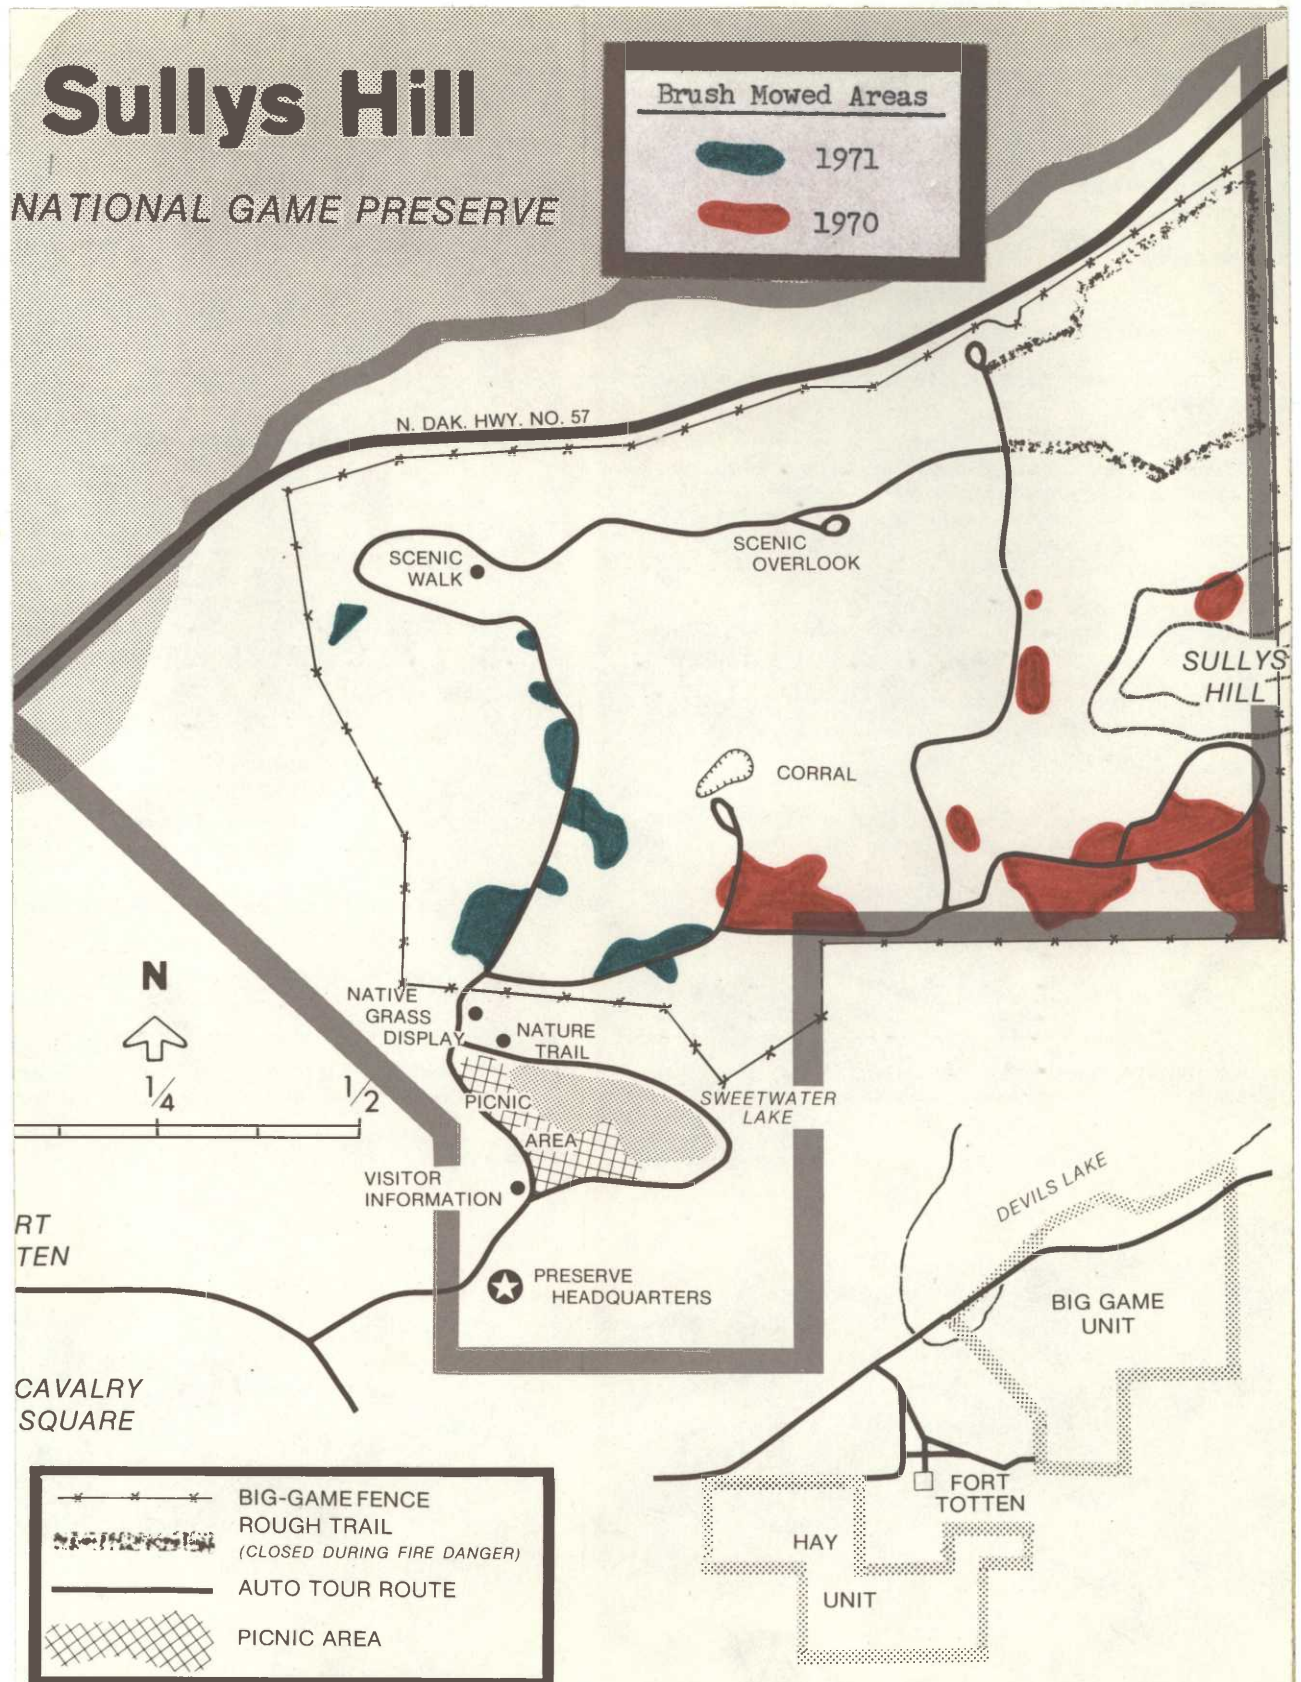 Sullys Hill
NATIONAL GAME PRESERVE
Brush Mowed Areas
1971
1970
N. DAK. HWY. NO. 57
SCENIC
WALK
SCENIC
OVERLOOK
SULLYS
HILL
CORRAL
N
1/4
1/2
NATIVE
GRASS
DISPLAY
NATURE
TRAIL
PICNIC
AREA
SWEETWATER
LAKE
VISITOR
INFORMATION
PRESERVE
HEADQUARTERS
RT
TEN
CAVALRY
SQUARE
DEVILS LAKE
BIG GAME
UNIT
FORT
TOTTEN
HAY
UNIT
BIG-GAME FENCE
ROUGH TRAIL
(CLOSED DURING FIRE DANGER)
AUTO TOUR ROUTE
PICNIC AREA